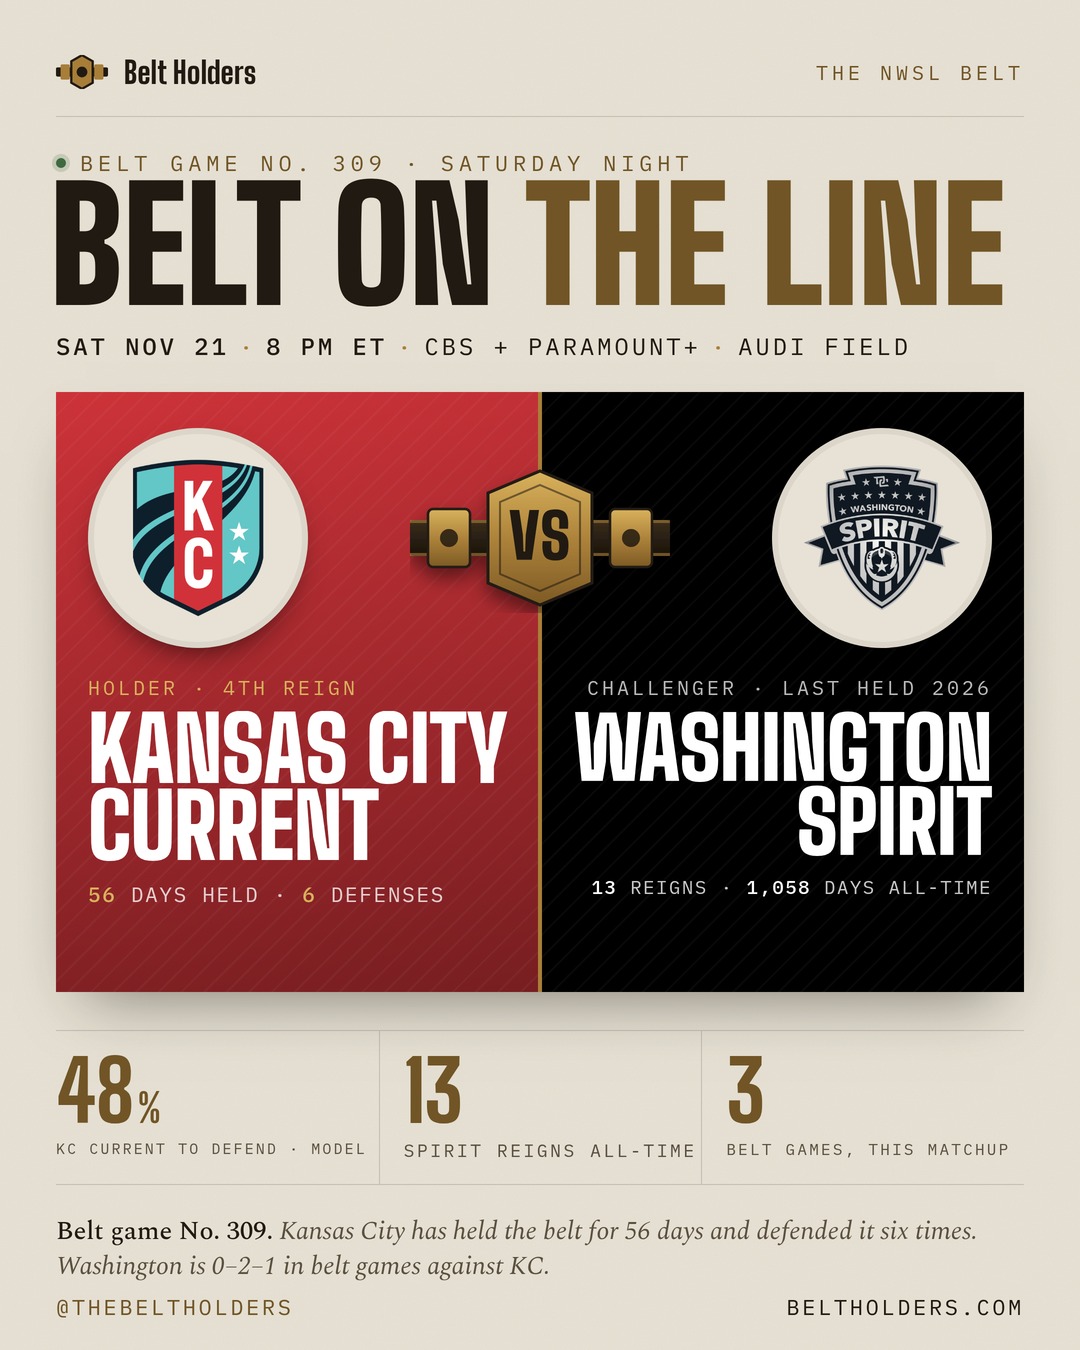 Belt Holders
THE NWSL BELT
BELT GAME NO. 309 · SATURDAY NIGHT
BELT ON THE LINE
SAT NOV 21 · 8 PM ET · CBS + PARAMOUNT+ · AUDI FIELD
KC
VS
WASHINGTON
SPIRIT
HOLDER · 4TH REIGN
KANSAS CITY
CURRENT
56 DAYS HELD · 6 DEFENSES
CHALLENGER · LAST HELD 2026
WASHINGTON
SPIRIT
13 REIGNS · 1,058 DAYS ALL-TIME
48%
KC CURRENT TO DEFEND · MODEL
13
SPIRIT REIGNS ALL-TIME
3
BELT GAMES, THIS MATCHUP
Belt game No. 309. Kansas City has held the belt for 56 days and defended it six times.
Washington is 0–2–1 in belt games against KC.
@THEBELTHOLDERS
BELTHOLDERS.COM